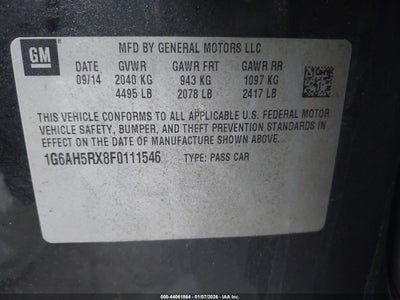 GM
MFD BY GENERAL MOTORS LLC
DATE GVWR GAWR FRT GAWR RR
09/14 2040 KG 943 KG 1097 KG
4495 LB 2078 LB 2417 LB
THIS VEHICLE CONFORMS TO ALL APPLICABLE U.S. FEDERAL MOTOR
VEHICLE SAFETY, BUMPER, AND THEFT PREVENTION STANDARDS IN
EFFECT ON THE DATE OF MANUFACTURE SHOWN ABOVE.
1G6AH5RX8F0111546 TYPE: PASS CAR
000-44061864 - 01/07/2026 - IAA, Inc.